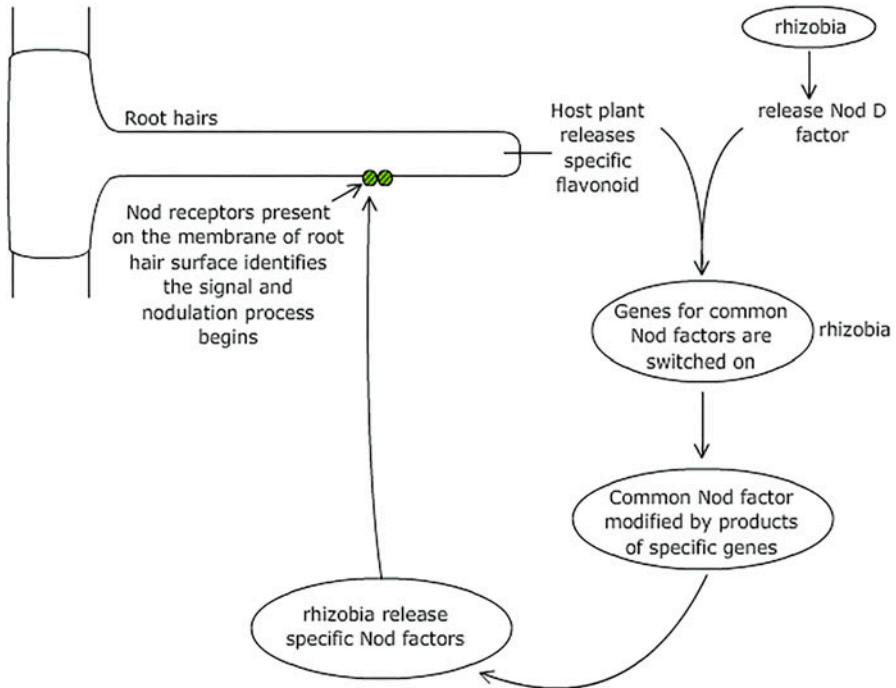 rhizobia
release Nod D
factor
Root hairs
Host plant
releases
specific
flavonoid
Nod receptors present
on the membrane of root
hair surface identifies
the signal and
nodulation process
begins
Genes for common
Nod factors are
switched on
rhizobia
Common Nod factor
modified by products
of specific genes
rhizobia release
specific Nod factors